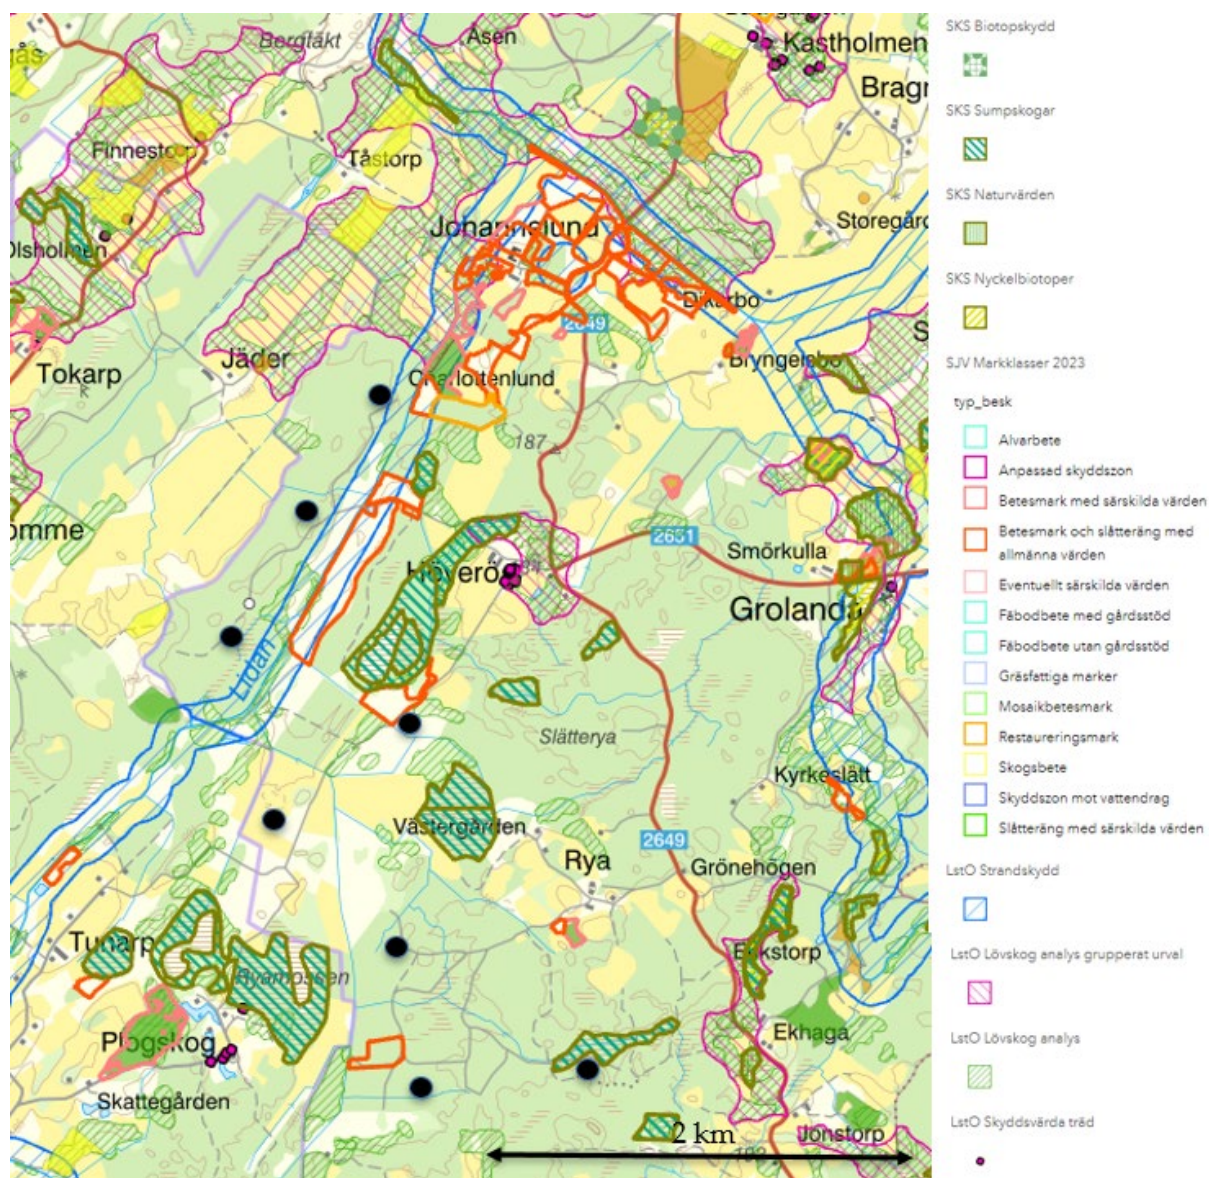 Bergtäkt
Åsen
Kastholmen
Finnestorp
Tåstorp
Storegård
Olsholmen
Johannelund
Dikarbo
2649
Bryngelsbo
Jäder
Tokarp
Charlottenlund
187
omme
2651
Smörkulla
Höverö
Grolanda
Lidan
Slätterya
Kyrkeslätt
Västergården
2649
Rya
Grönehögen
Tunarp
Ryamossen
Erikstorp
Plogskog
Ekhaga
Skattegården
2 km
Jönstorp
SKS Biotopskydd
SKS Sumpskogar
SKS Naturvärden
SKS Nyckelbiotoper
SJV Markklasser 2023
typ_besk
Alvarbete
Anpassad skyddszon
Betesmark med särskilda värden
Betesmark och slåtteräng med
allmänna värden
Eventuellt särskilda värden
Fäbodbete med gårdsstöd
Fäbodbete utan gårdsstöd
Gräsfattiga marker
Mosaikbetesmark
Restaureringsmark
Skogsbete
Skyddszon mot vattendrag
Slåtteräng med särskilda värden
LstO Strandskydd
LstO Lövskog analys grupperat urval
LstO Lövskog analys
LstO Skyddsvärda träd